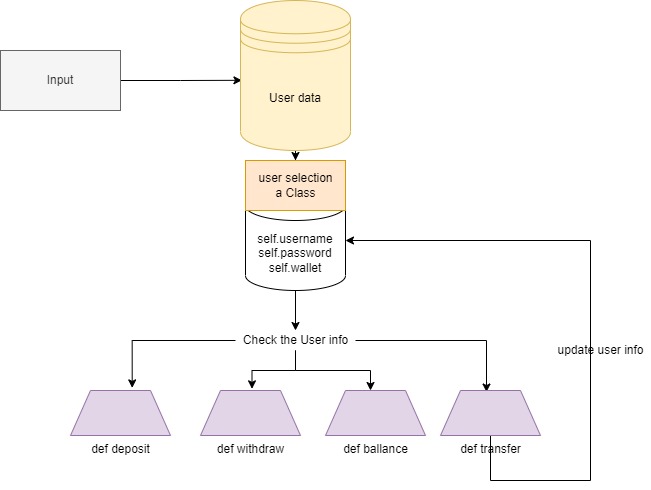 Input
User data
user selection
a Class
self.username
self.password
self.wallet
Check the User info
update user info
def deposit
def withdraw
def ballance
def transfer